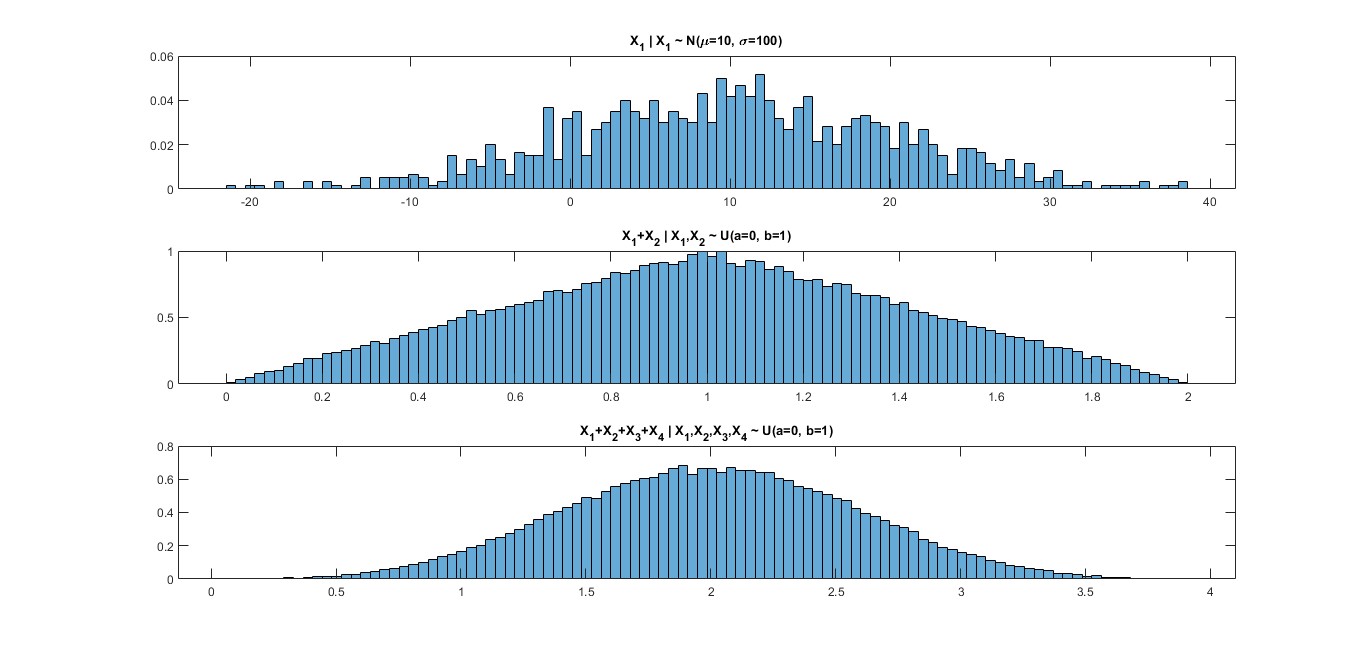 X₁ | X₁ ~ N(μ=10, σ=100)
0.06
0.04
0.02
0
-20 -10 0 10 20 30 40
X₁+X₂ | X₁,X₂ ~ U(a=0, b=1)
1
0.5
0
0 0.2 0.4 0.6 0.8 1 1.2 1.4 1.6 1.8 2
X₁+X₂+X₃+X₄ | X₁,X₂,X₃,X₄ ~ U(a=0, b=1)
0.8
0.6
0.4
0.2
0
0 0.5 1 1.5 2 2.5 3 3.5 4